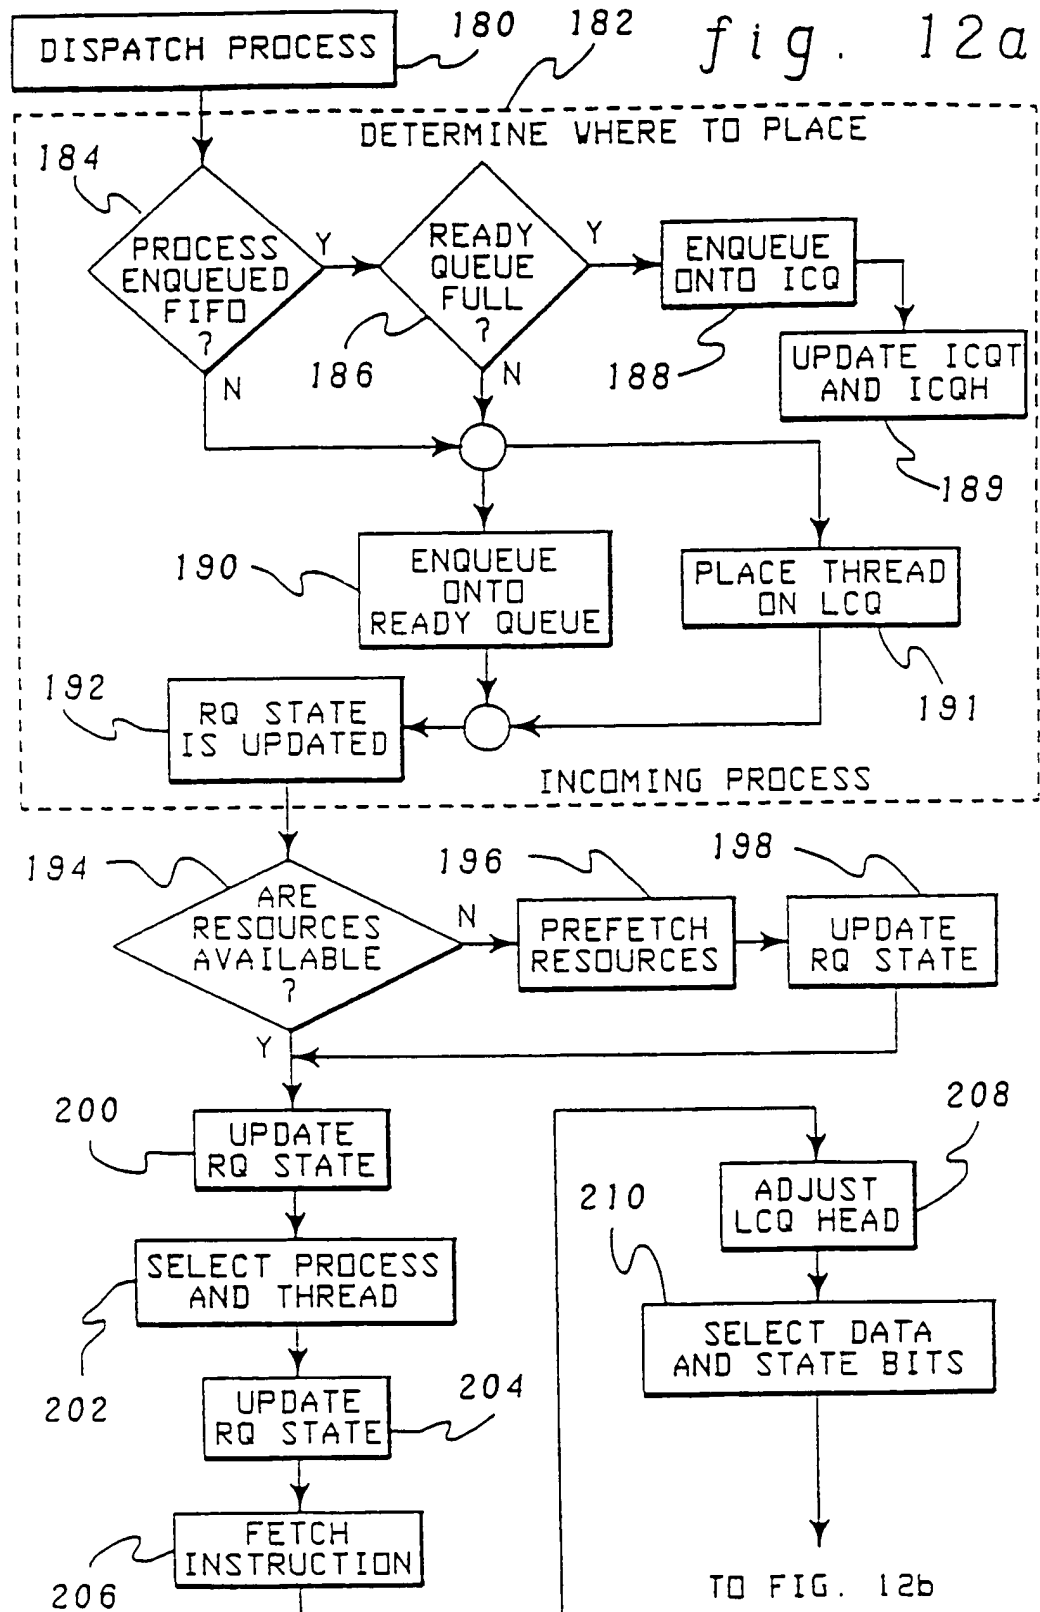 fig. 12a
DISPATCH PROCESS
180
182
DETERMINE WHERE TO PLACE
184
PROCESS
ENQUEUED
FIFO
?
Y
N
READY
QUEUE
FULL
?
Y
N
186
ENQUEUE
ONTO ICQ
188
UPDATE ICQT
AND ICQH
189
190
ENQUEUE
ONTO
READY QUEUE
PLACE THREAD
ON LCQ
191
192
RQ STATE
IS UPDATED
INCOMING PROCESS
194
ARE
RESOURCES
AVAILABLE
?
N
Y
196
PREFETCH
RESOURCES
198
UPDATE
RQ STATE
200
UPDATE
RQ STATE
SELECT PROCESS
AND THREAD
202
UPDATE
RQ STATE
204
FETCH
INSTRUCTION
206
208
ADJUST
LCQ HEAD
210
SELECT DATA
AND STATE BITS
TO FIG. 12b